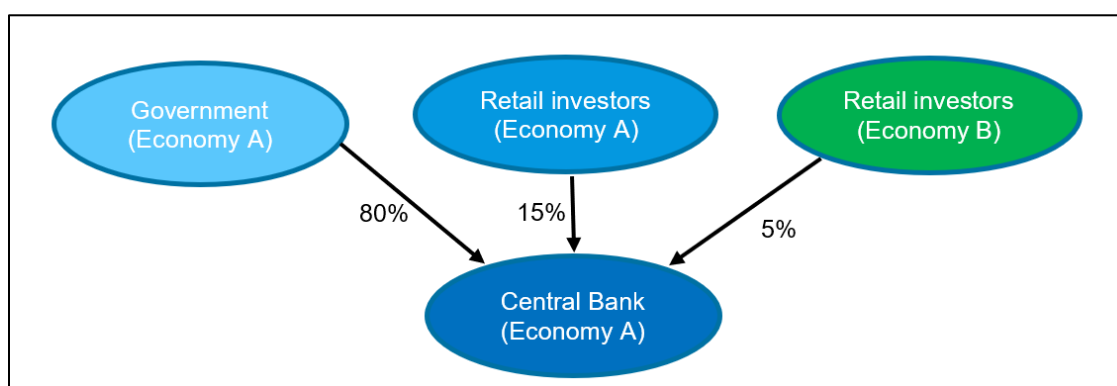 Government
(Economy A)
Retail investors
(Economy A)
Retail investors
(Economy B)
80%
15%
5%
Central Bank
(Economy A)